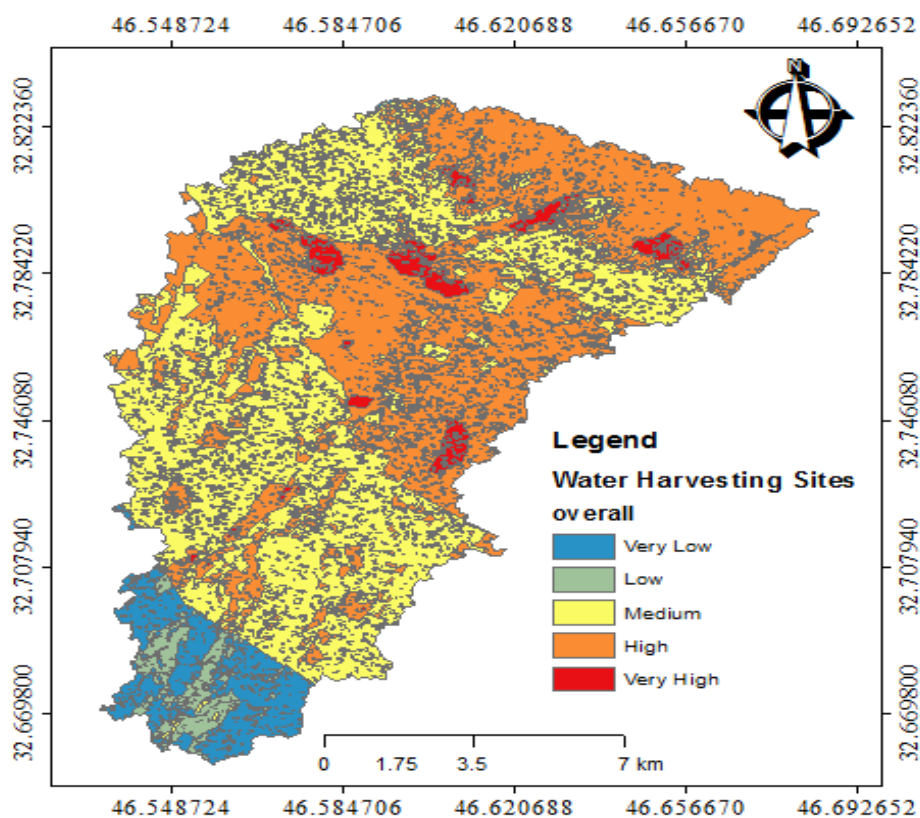 46.548724 46.584706 46.620688 46.656670 46.692652
N
32.822360 32.822360
32.784220 32.784220
32.746080 32.746080
Legend
Water Harvesting Sites
overall
32.707940 32.707940
Very Low
Low
Medium
High
Very High
32.669800 32.669800
0 1.75 3.5 7 km
46.548724 46.584706 46.620688 46.656670 46.692652